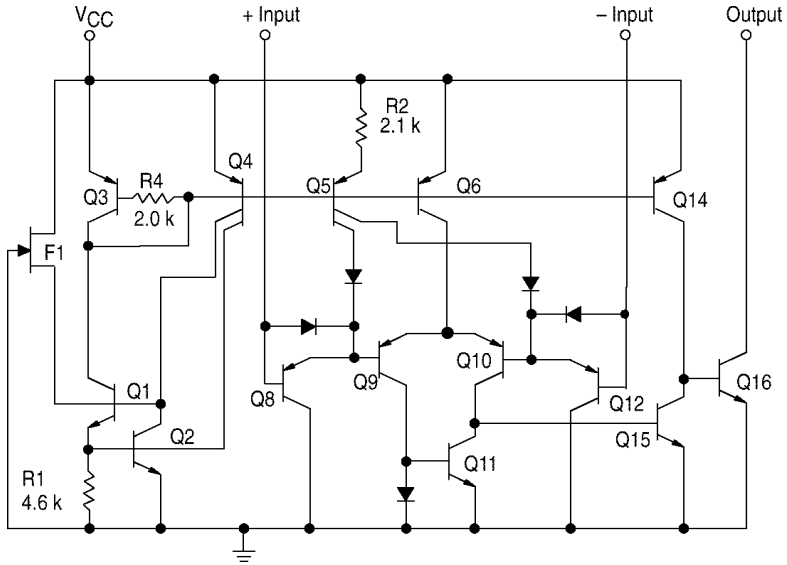 VCC
+ Input
– Input
Output
R2
2.1 k
Q4
R4
Q3
2.0 k
Q5
Q6
Q14
F1
Q1
Q8
Q9
Q10
Q12
Q16
Q2
Q15
Q11
R1
4.6 k